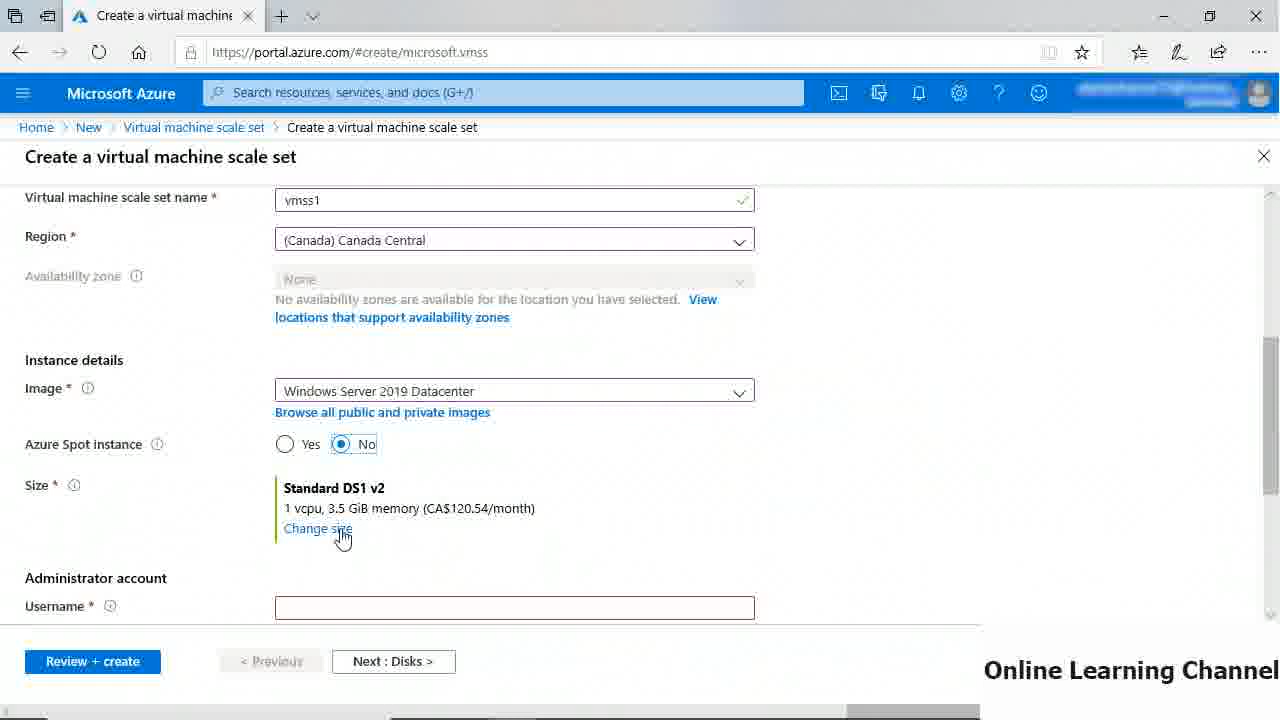 Create a virtual machine
https://portal.azure.com/#create/microsoft.vmss
Microsoft Azure
Search resources, services, and docs (G+/)
Home > New > Virtual machine scale set > Create a virtual machine scale set
Create a virtual machine scale set
Virtual machine scale set name * vmss1
Region * (Canada) Canada Central
Availability zone None
No availability zones are available for the location you have selected. View
locations that support availability zones
Instance details
Image * Windows Server 2019 Datacenter
Browse all public and private images
Azure Spot instance Yes No
Size * Standard DS1 v2
1 vcpu, 3.5 GiB memory (CA$120.54/month)
Change size
Administrator account
Username *
Review + create < Previous Next : Disks >
Online Learning Channel